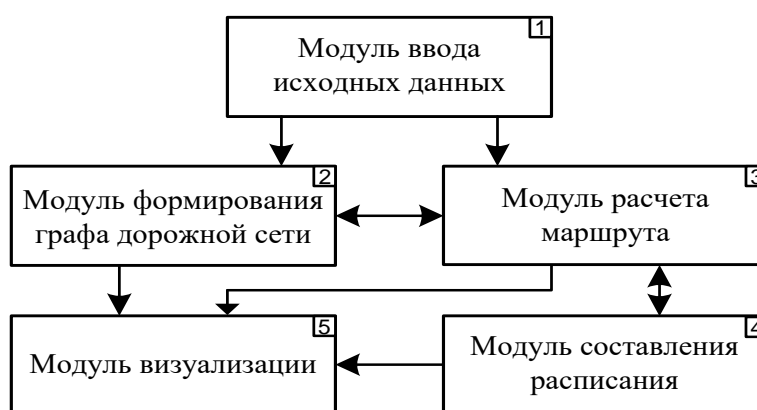 1
Модуль ввода
исходных данных
2
Модуль формирования
графа дорожной сети
3
Модуль расчета
маршрута
5
Модуль визуализации
4
Модуль составления
расписания